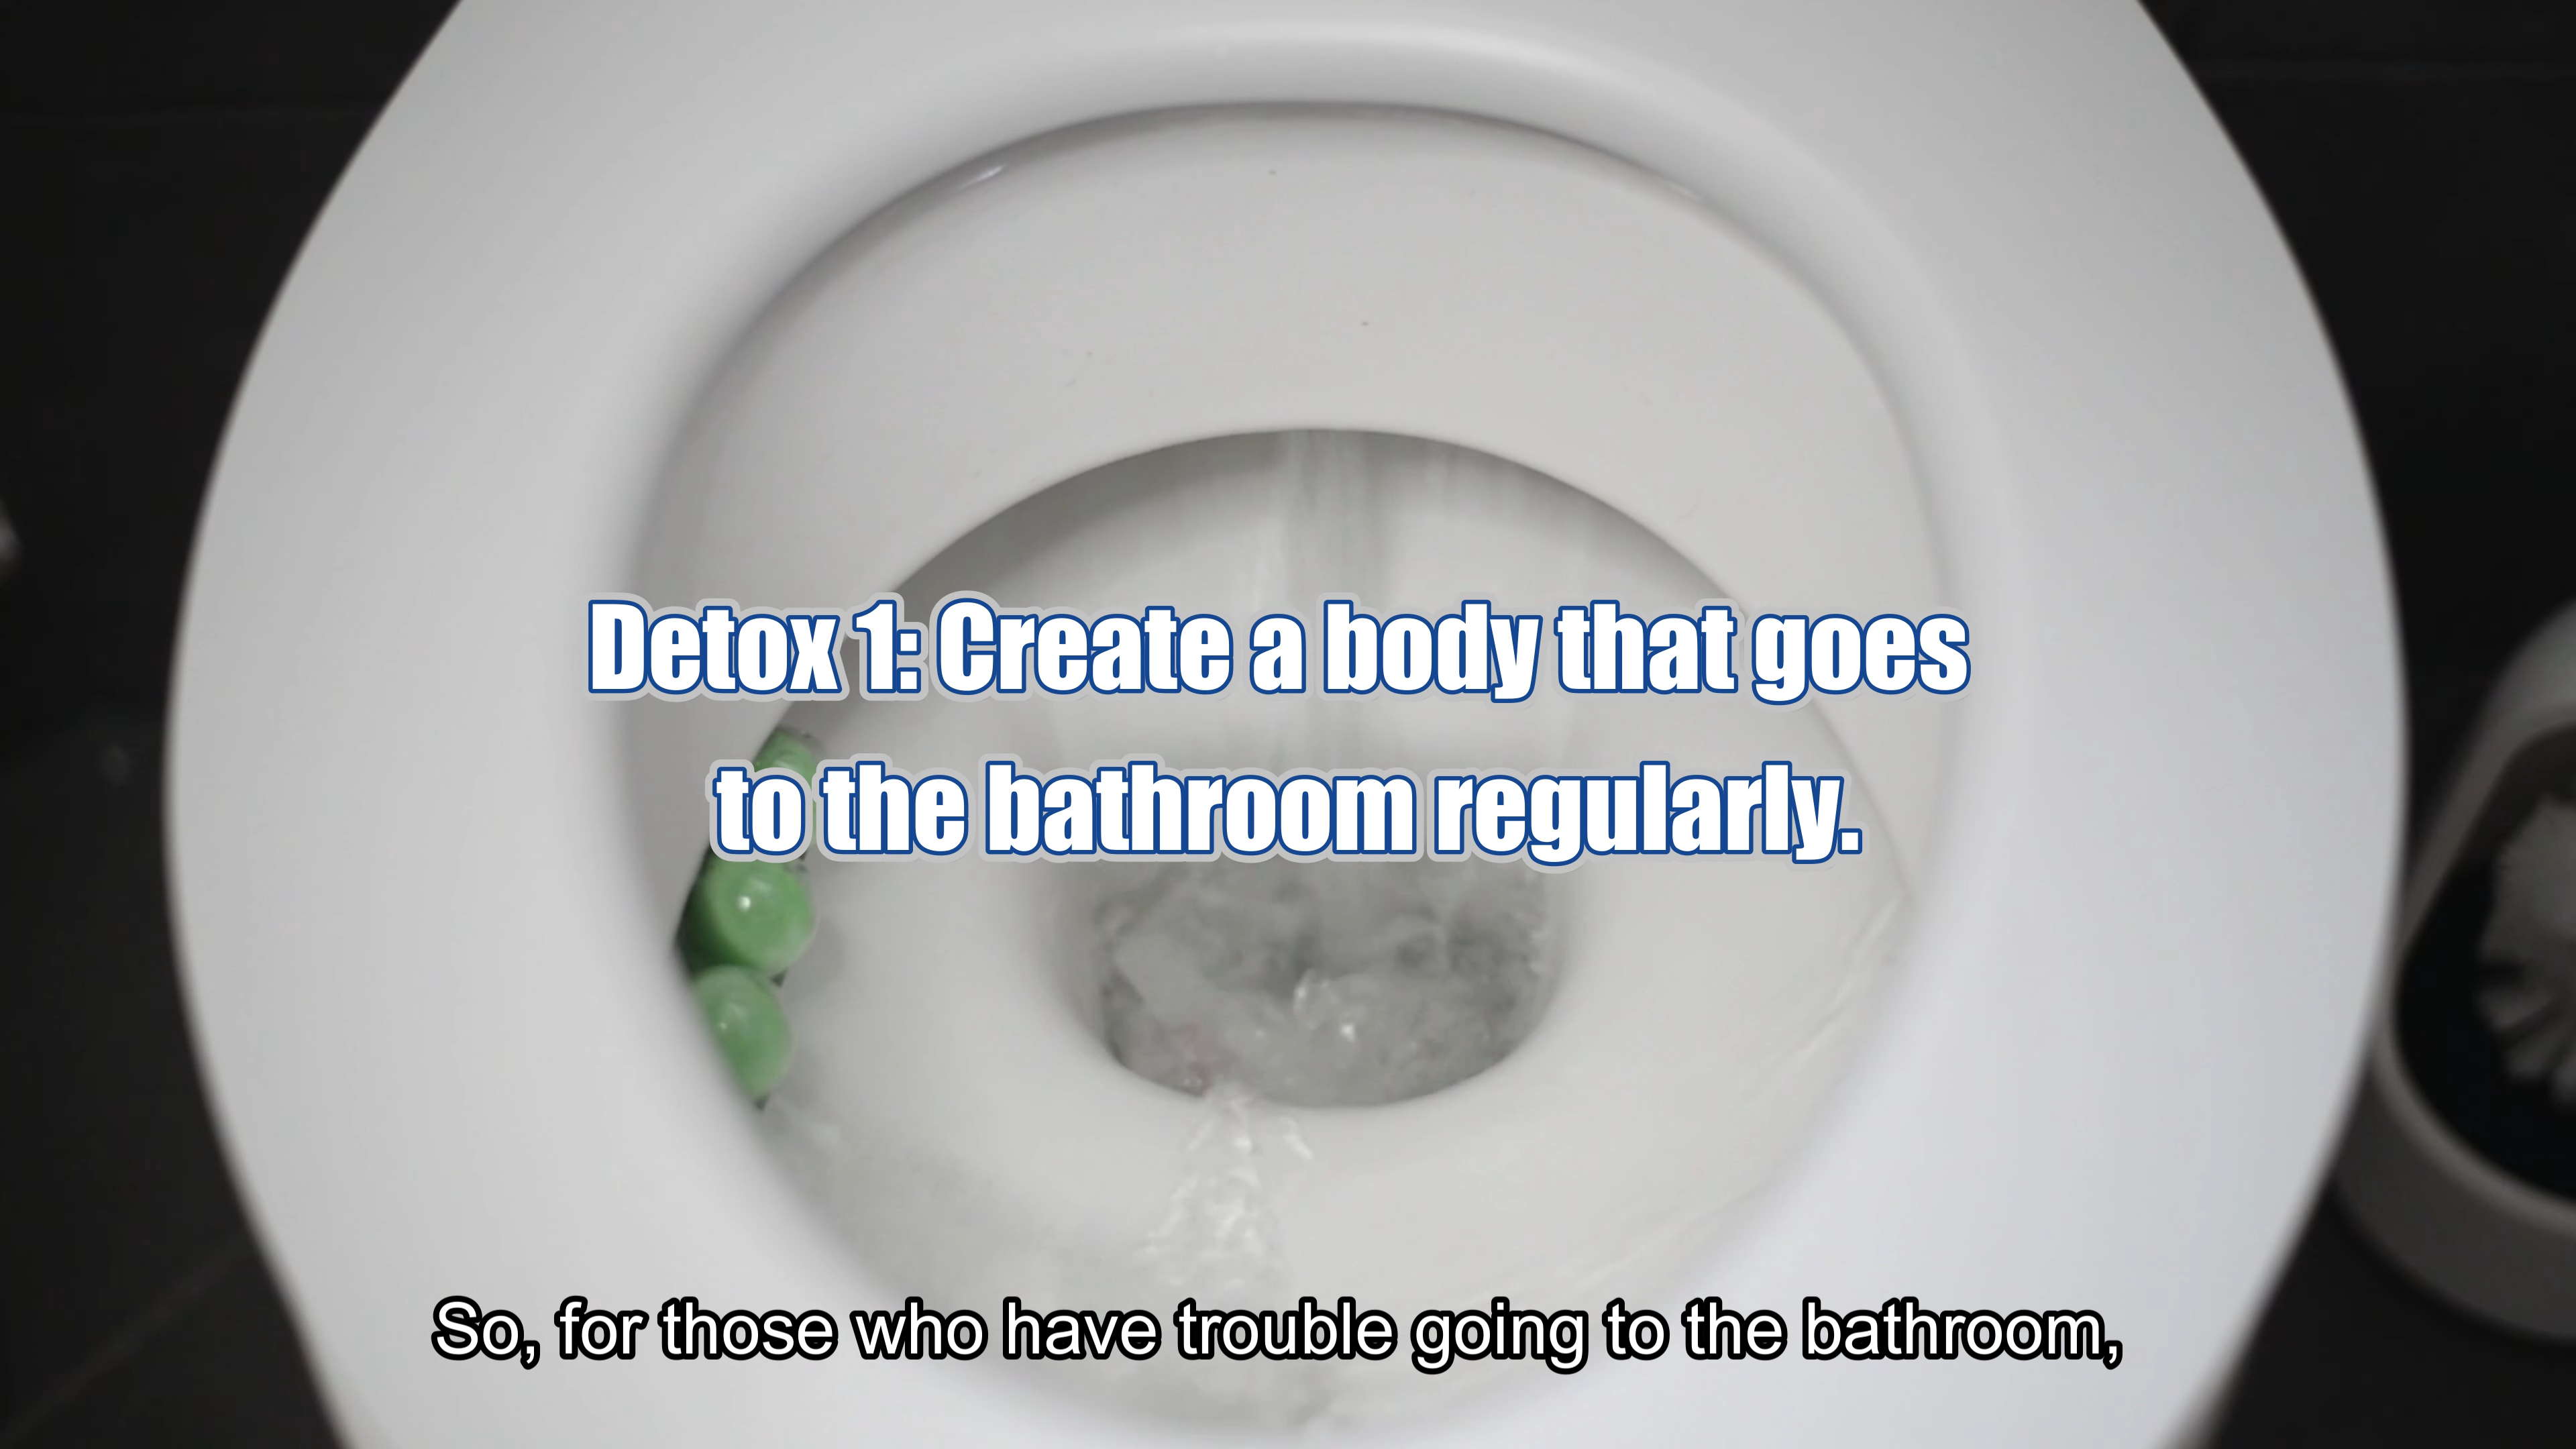 Detox 1: Create a body that goes
to the bathroom regularly.
So, for those who have trouble going to the bathroom,